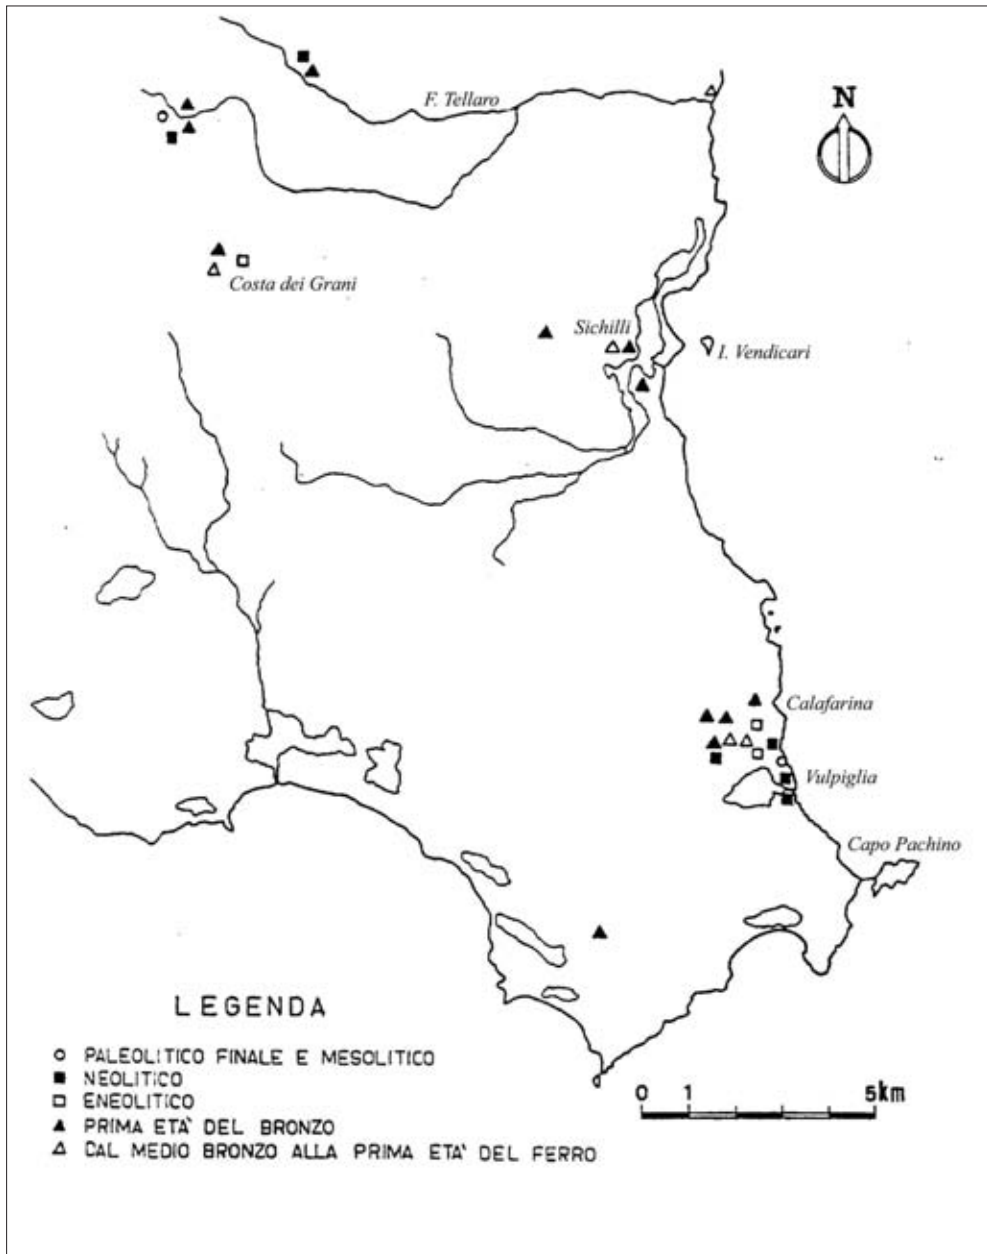 F. Tellaro
N
Costa dei Grani
Sichilli
I. Vendicari
Calafarina
Vulpiglia
Capo Pachino
LEGENDA
PALEOLITICO FINALE E MESOLITICO
NEOLITICO
ENEOLITICO
PRIMA ETA' DEL BRONZO
CAL MEDIO BRONZO ALLA PRIMA ETA' DEL FERRO
0 1 5km